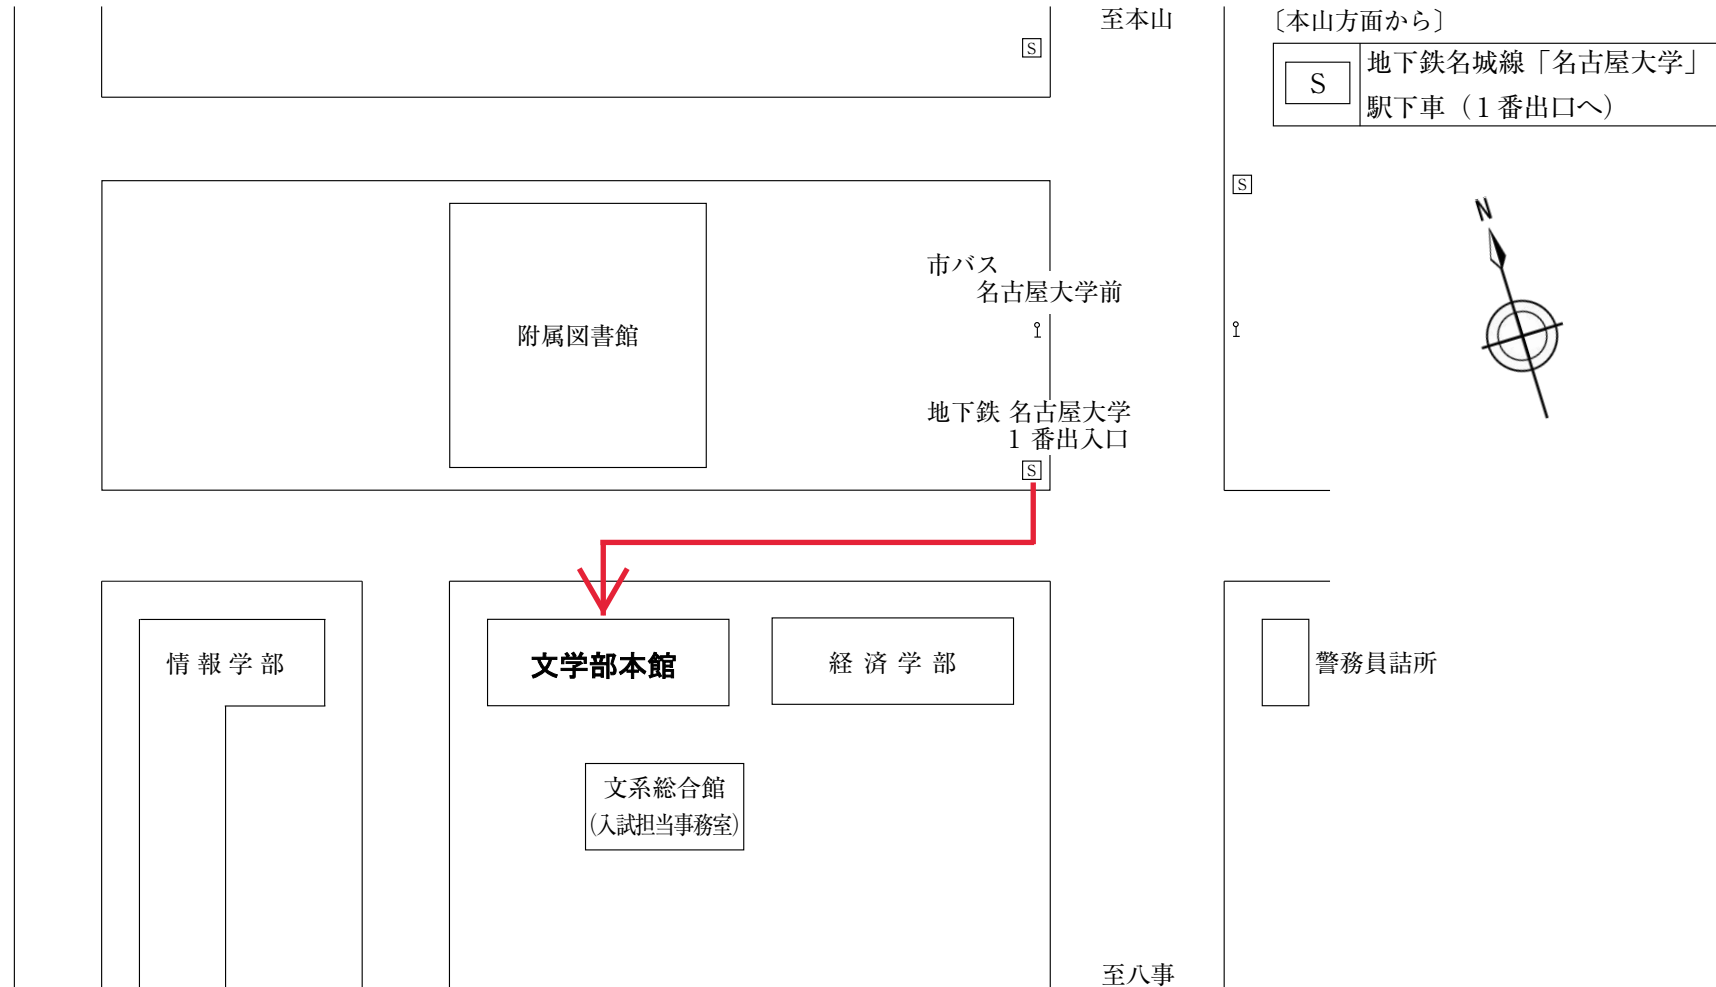 至本山
〔本山方面から〕
S
S
地下鉄名城線「名古屋大学」
駅下車（１番出口へ）
S
N
市バス
名古屋大学前
附属図書館
地下鉄 名古屋大学
１番出入口
S
情報学部
文学部本館
経済学部
警務員詰所
文系総合館
(入試担当事務室)
至八事